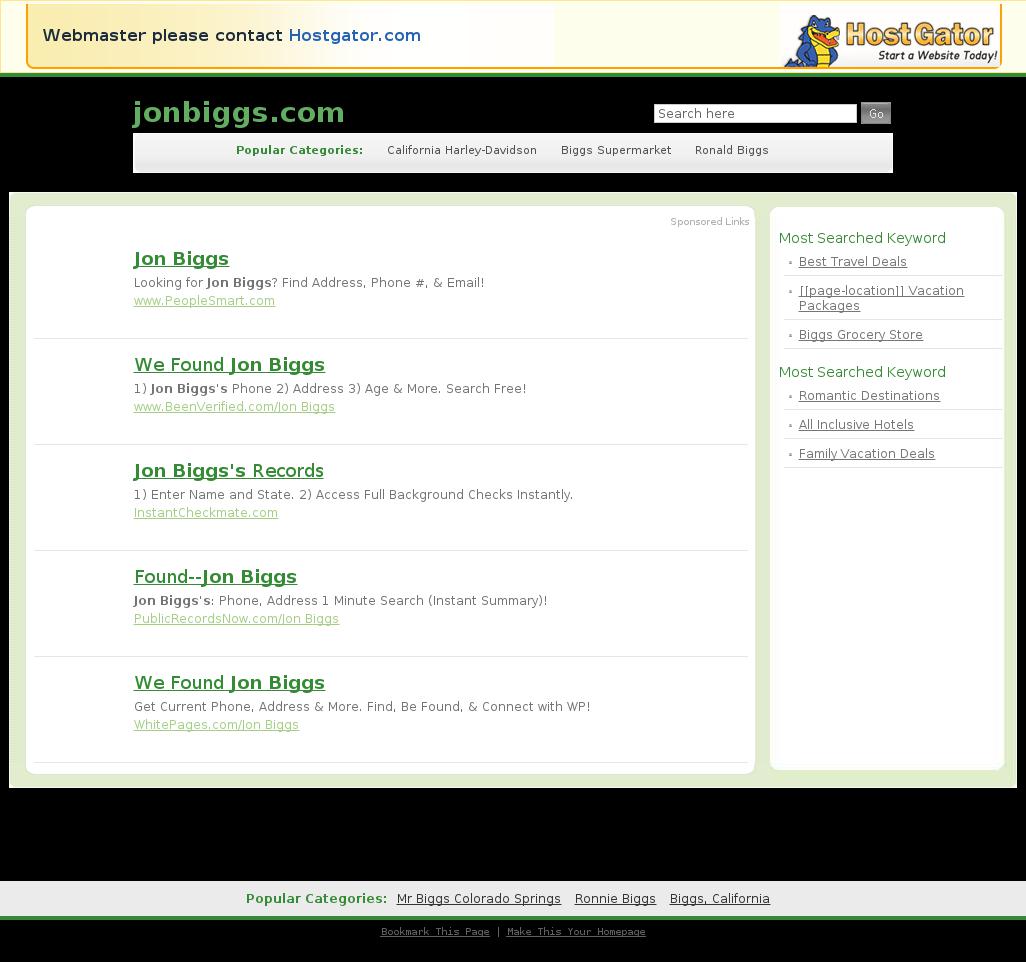 Webmaster please contact Hostgator.com
HostGator
Start a Website Today!
jonbiggs.com
Search here
Go
Popular Categories: California Harley-Davidson Biggs Supermarket Ronald Biggs
Sponsored Links
Jon Biggs
Looking for Jon Biggs? Find Address, Phone #, & Email!
www.PeopleSmart.com
We Found Jon Biggs
1) Jon Biggs's Phone 2) Address 3) Age & More. Search Free!
www.BeenVerified.com/Jon Biggs
Jon Biggs's Records
1) Enter Name and State. 2) Access Full Background Checks Instantly.
InstantCheckmate.com
Found--Jon Biggs
Jon Biggs's: Phone, Address 1 Minute Search (Instant Summary)!
PublicRecordsNow.com/Jon Biggs
We Found Jon Biggs
Get Current Phone, Address & More. Find, Be Found, & Connect with WP!
WhitePages.com/Jon Biggs
Most Searched Keyword
Best Travel Deals
[[page-location]] Vacation
Packages
Biggs Grocery Store
Most Searched Keyword
Romantic Destinations
All Inclusive Hotels
Family Vacation Deals
Popular Categories: Mr Biggs Colorado Springs Ronnie Biggs Biggs, California
Bookmark This Page | Make This Your Homepage